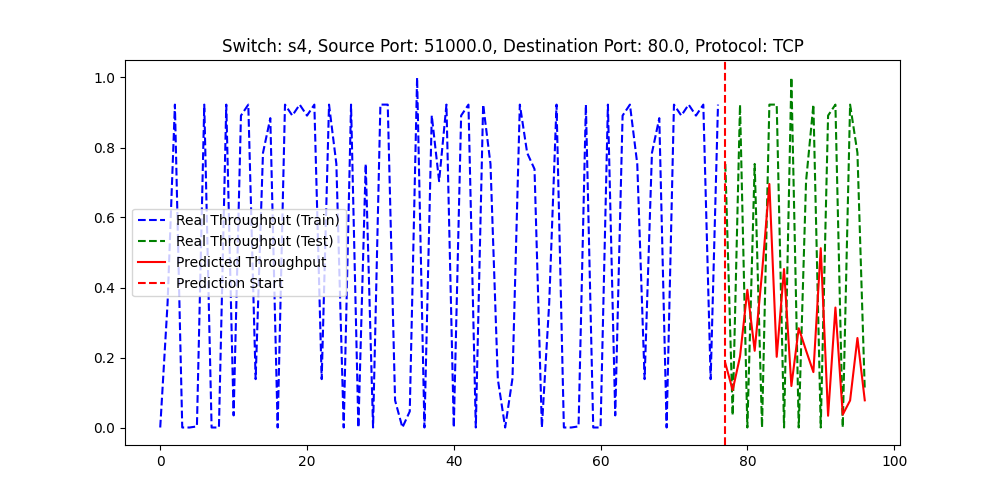 Switch: s4, Source Port: 51000.0, Destination Port: 80.0, Protocol: TCP
1.0
0.8
0.6
0.4
0.2
0.0
Real Throughput (Train)
Real Throughput (Test)
Predicted Throughput
Prediction Start
0 20 40 60 80 100